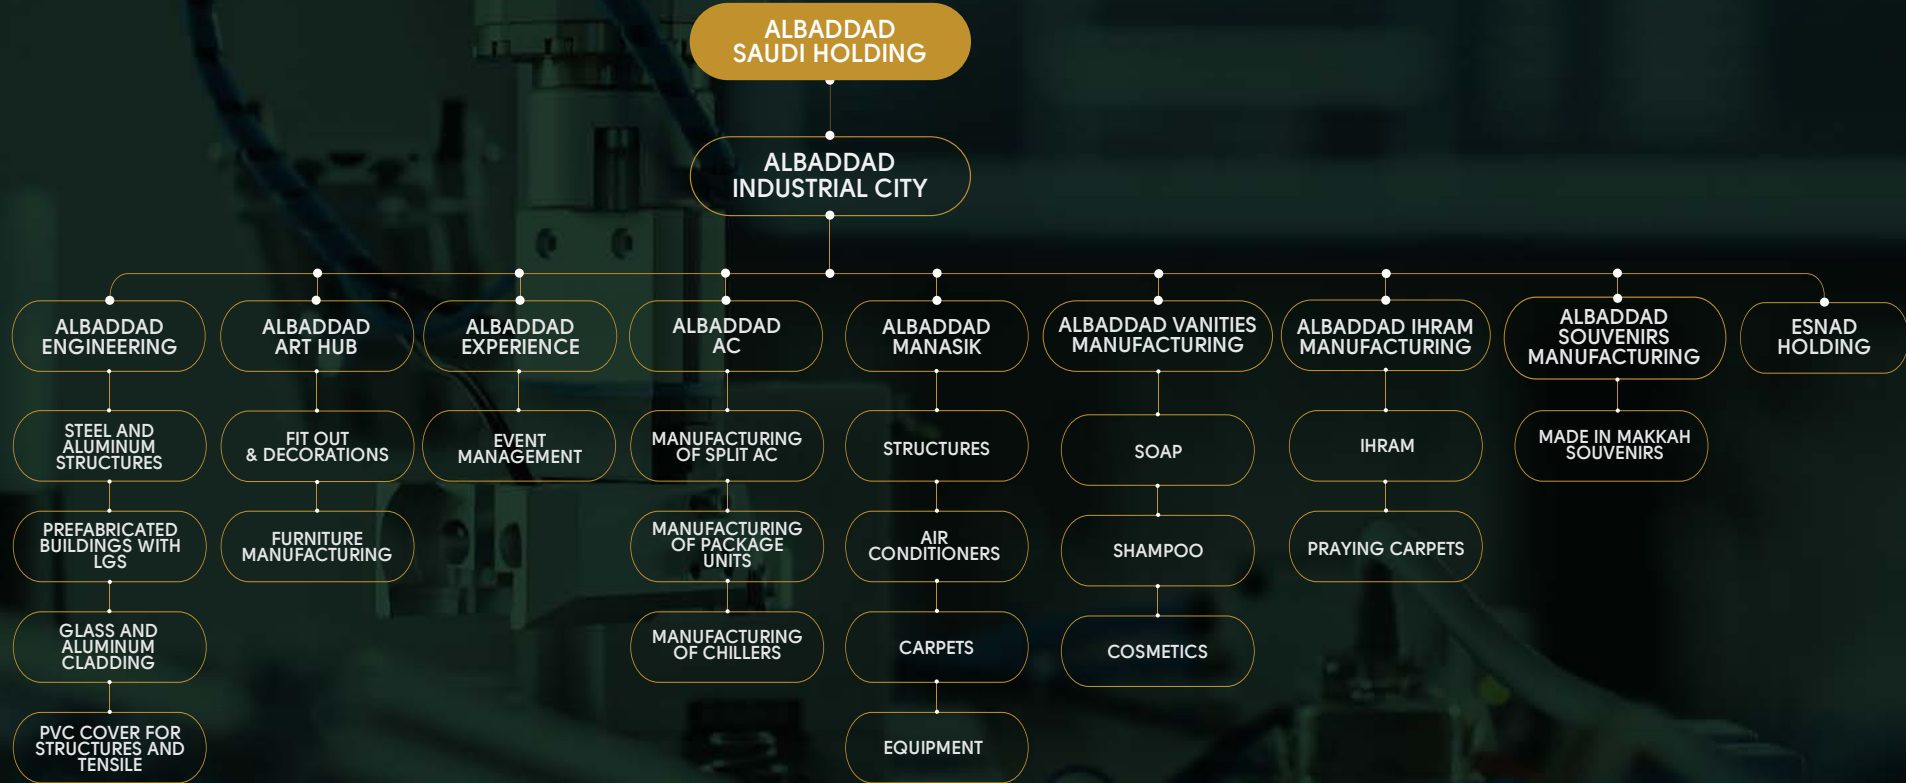 ALBADDAD
SAUDI HOLDING
ALBADDAD
INDUSTRIAL CITY
ALBADDAD
ENGINEERING
STEEL AND
ALUMINUM
STRUCTURES
PREFABRICATED
BUILDINGS WITH
LGS
GLASS AND
ALUMINUM
CLADDING
PVC COVER FOR
STRUCTURES AND
TENSILE
ALBADDAD
ART HUB
FIT OUT
& DECORATIONS
FURNITURE
MANUFACTURING
ALBADDAD
EXPERIENCE
EVENT
MANAGEMENT
ALBADDAD
AC
MANUFACTURING
OF SPLIT AC
MANUFACTURING
OF PACKAGE
UNITS
MANUFACTURING
OF CHILLERS
ALBADDAD
MANASIK
STRUCTURES
AIR
CONDITIONERS
CARPETS
EQUIPMENT
ALBADDAD VANITIES
MANUFACTURING
SOAP
SHAMPOO
COSMETICS
ALBADDAD IHRAM
MANUFACTURING
IHRAM
PRAYING CARPETS
ALBADDAD
SOUVENIRS
MANUFACTURING
MADE IN MAKKAH
SOUVENIRS
ESNAD
HOLDING